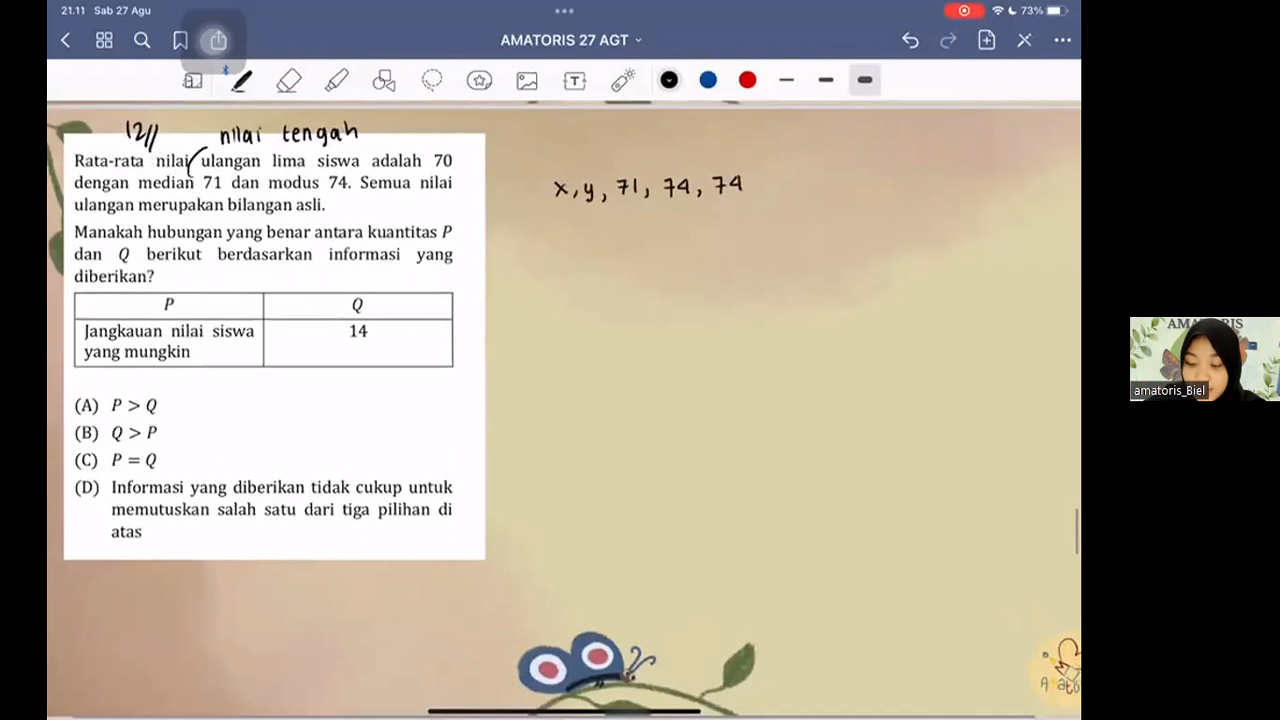 21.11 Sab 27 Agu
73%
AMATORIS 27 AGT
12//
nilai tengah
Rata-rata nilai ulangan lima siswa adalah 70
dengan median 71 dan modus 74. Semua nilai
ulangan merupakan bilangan asli.
Manakah hubungan yang benar antara kuantitas P
dan Q berikut berdasarkan informasi yang
diberikan?
P Q
Jangkauan nilai siswa 14
yang mungkin
(A) P > Q
(B) Q > P
(C) P = Q
(D) Informasi yang diberikan tidak cukup untuk
memutuskan salah satu dari tiga pilihan di
atas
x, y, 71, 74, 74
amatoris_Biel